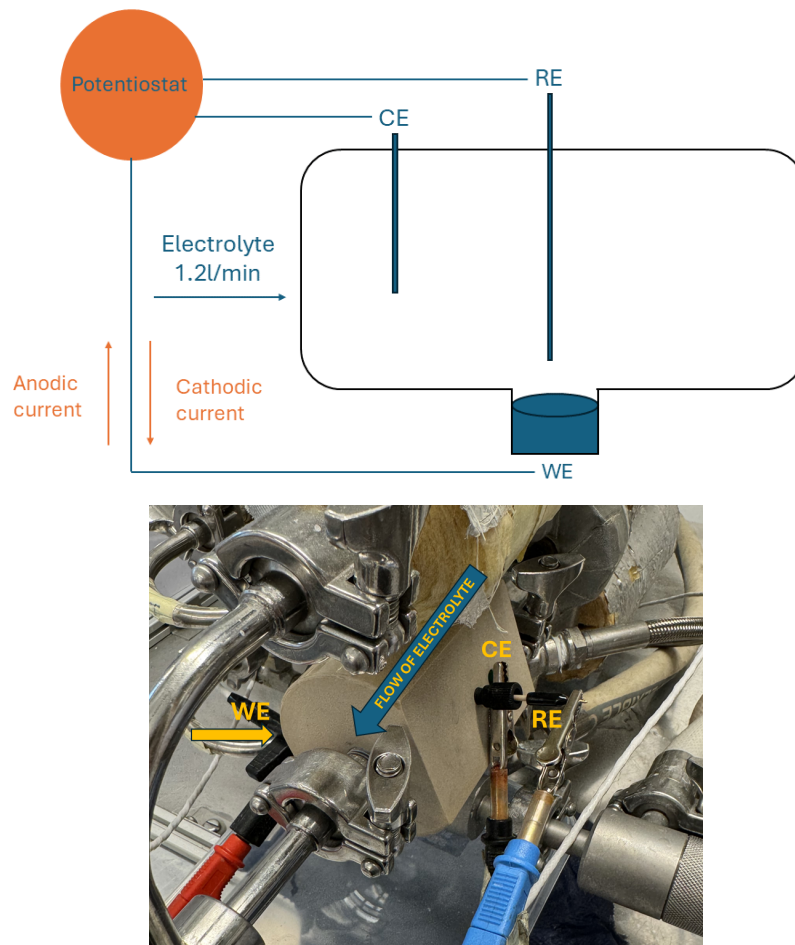 Potentiostat
RE
CE
Electrolyte
1.2l/min
Anodic
current
Cathodic
current
WE
FLOW OF ELECTROLYTE
CE
WE
RE